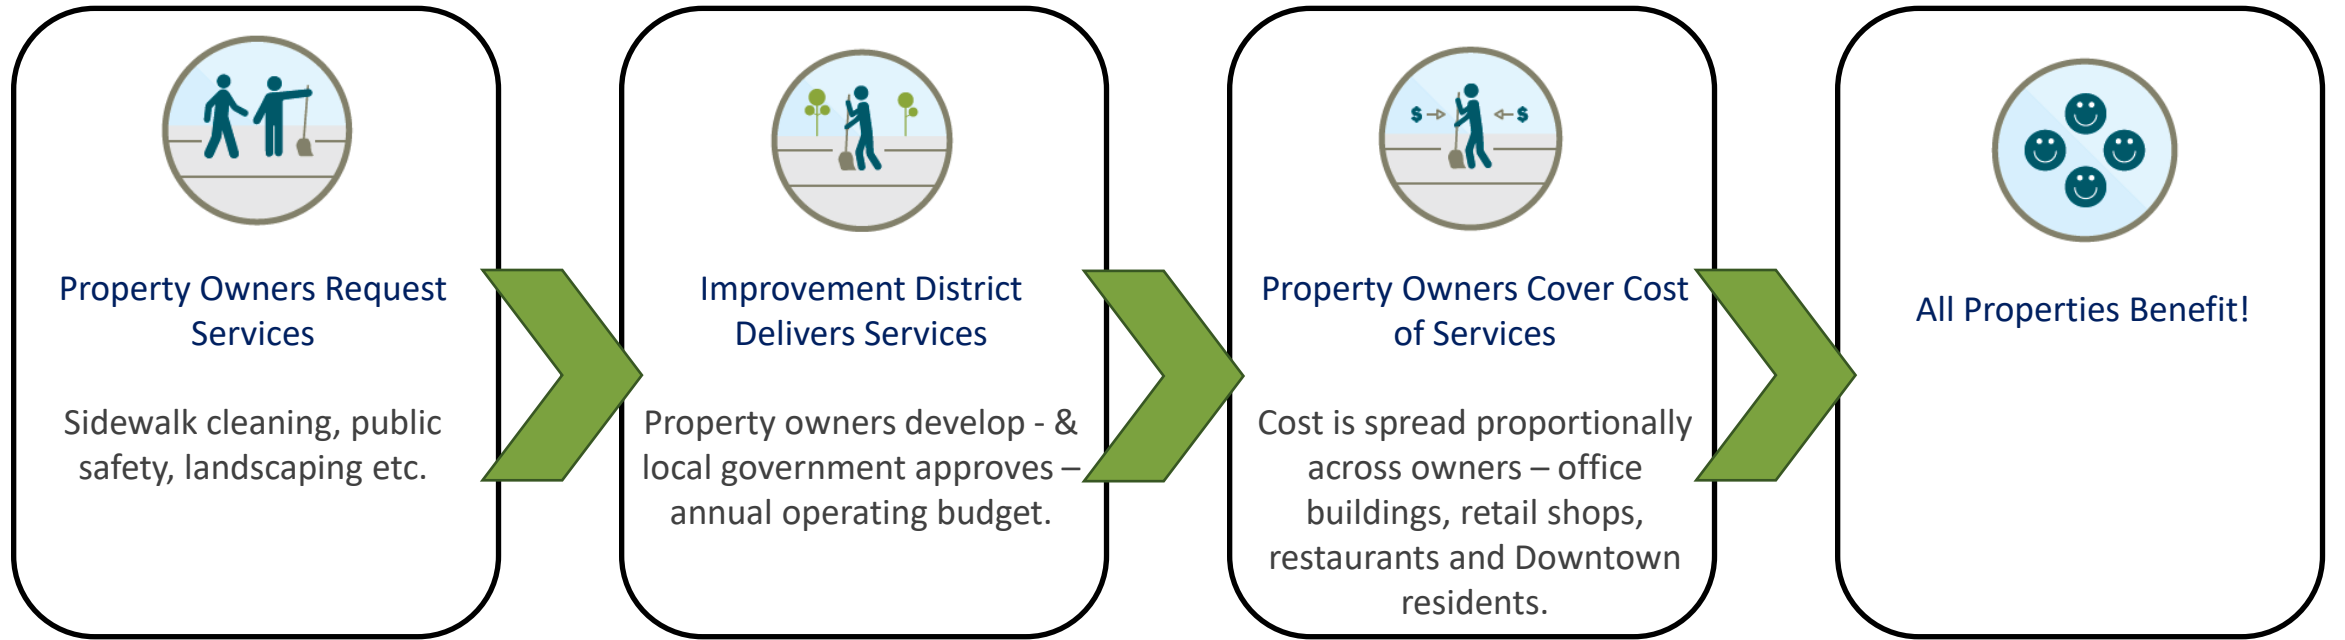 $ $
Property Owners Request
Services
Sidewalk cleaning, public
safety, landscaping etc.
Improvement District
Delivers Services
Property owners develop - &
local government approves –
annual operating budget.
Property Owners Cover Cost
of Services
Cost is spread proportionally
across owners – office
buildings, retail shops,
restaurants and Downtown
residents.
All Properties Benefit!